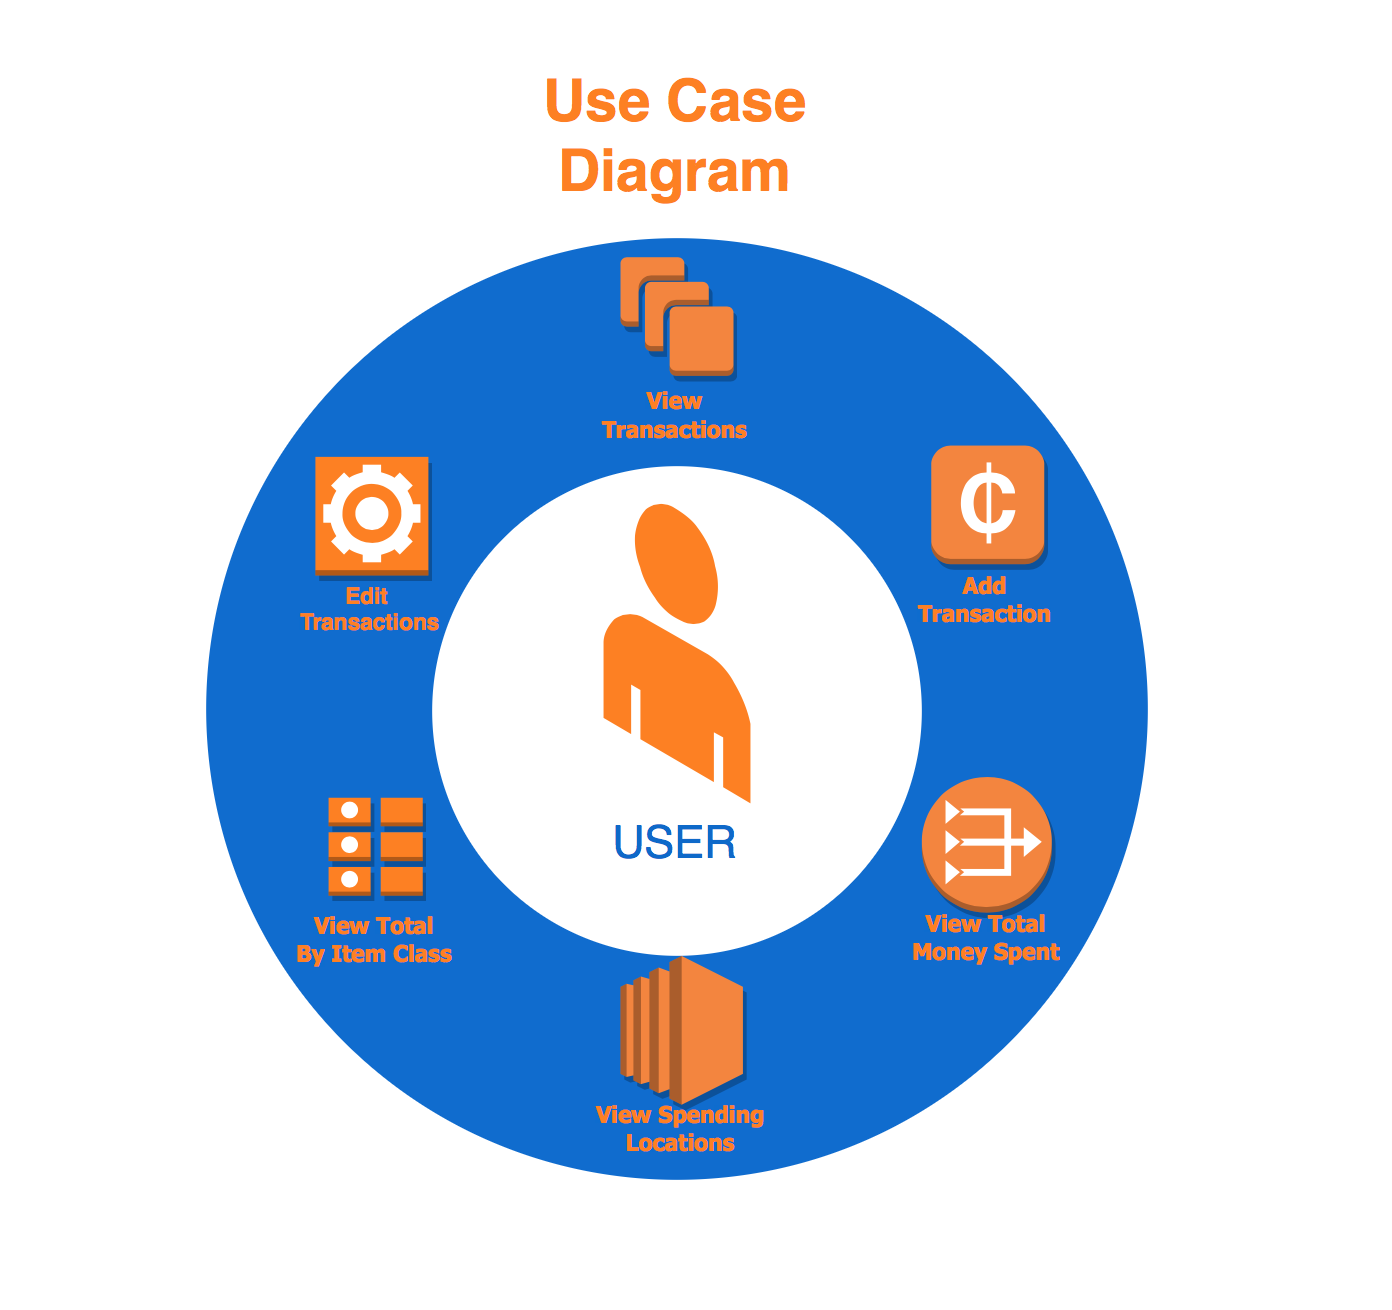 Use Case
Diagram
View
Transactions
Edit
Transactions
¢
Add
Transaction
USER
View Total
By Item Class
View Total
Money Spent
View Spending
Locations